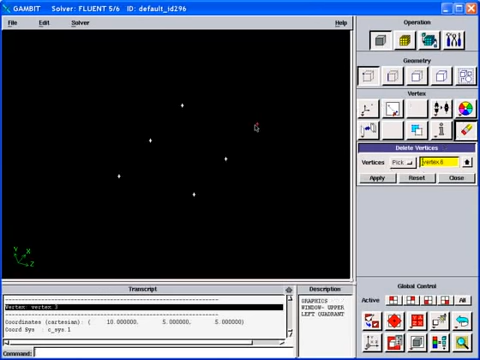 GAMBIT    Solver: FLUENT 5/6    ID: default_id296
File    Edit    Solver    Help
Operation
Geometry
Vertex
Delete Vertices
Vertices    Pick    vertex.6
Apply    Reset    Close
Transcript    Description
Vertex  vertex 3
Coordinates (cartesian) : (    10.000000,    5.000000,    5.000000)
Coord Sys    : c_sys.1
GRAPHICS
WINDOW- UPPER
LEFT QUADRANT
Command:
Global Control
Active    All